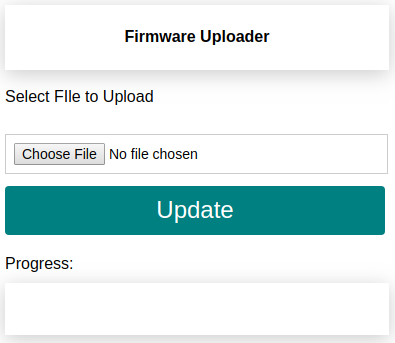 Firmware Uploader
Select FIle to Upload
Choose File No file chosen
Update
Progress: